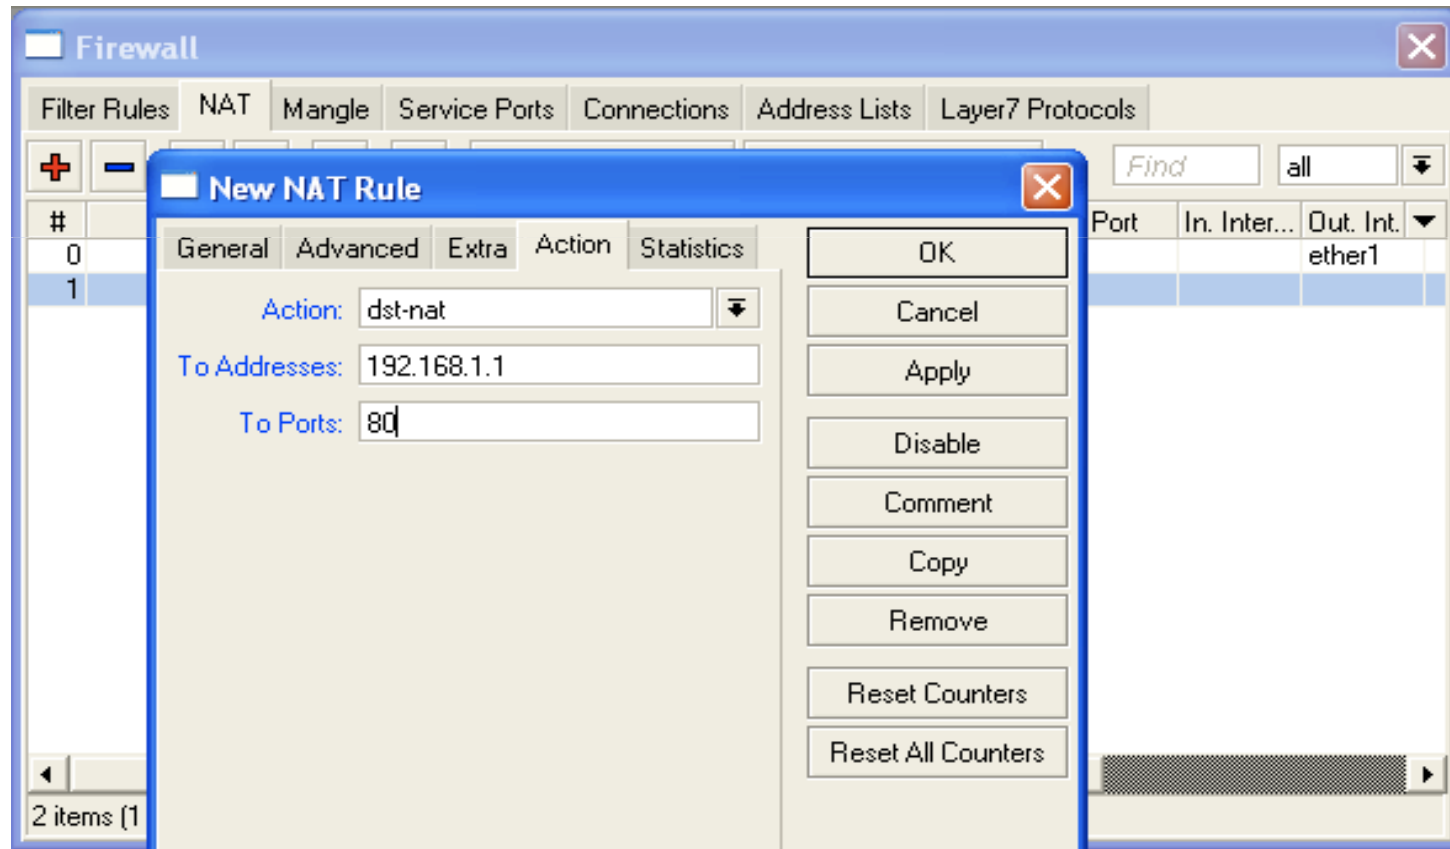 Firewall
Filter Rules NAT Mangle Service Ports Connections Address Lists Layer7 Protocols
Find all
New NAT Rule
# Port In. Inter... Out. Int.
0 ether1
1
General Advanced Extra Action Statistics
Action: dst-nat
To Addresses: 192.168.1.1
To Ports: 80
OK
Cancel
Apply
Disable
Comment
Copy
Remove
Reset Counters
Reset All Counters
2 items (1